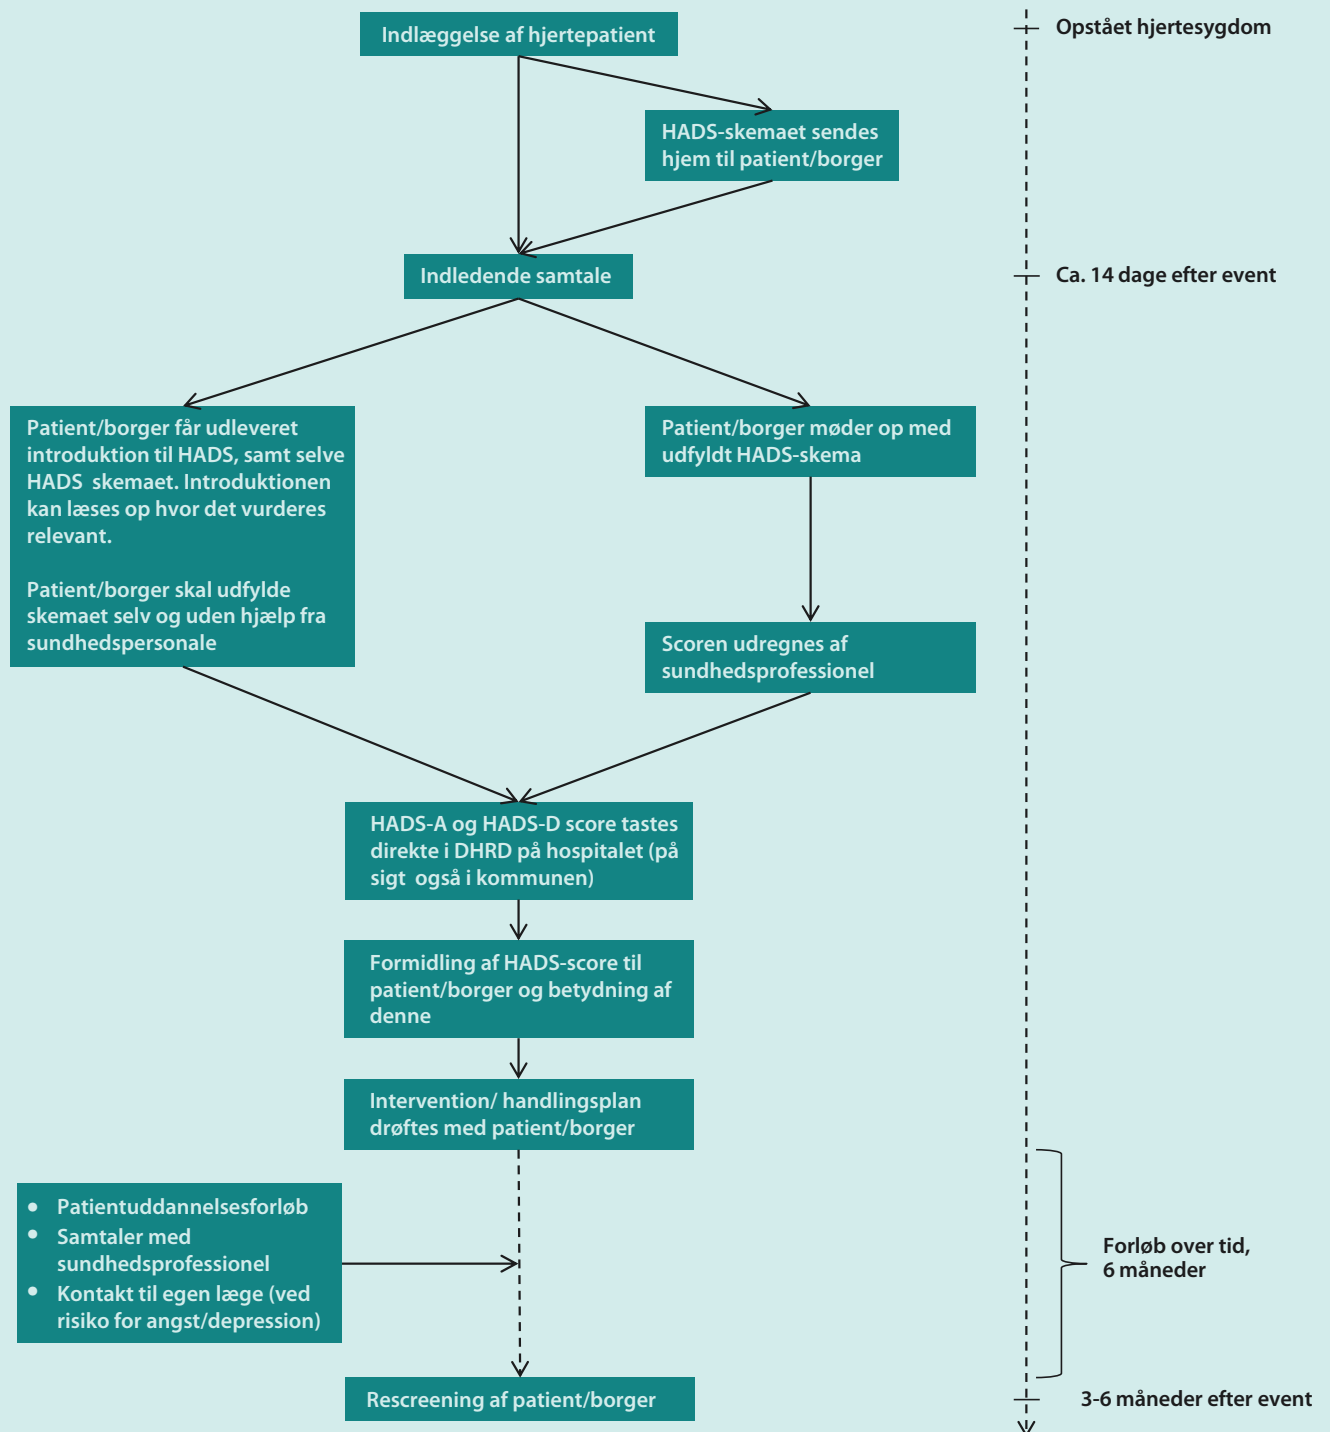 Indlæggelse af hjertepatient
Opstået hjertesygdom
HADS-skemaet sendes
hjem til patient/borger
Indledende samtale
Ca. 14 dage efter event
Patient/borger får udleveret
introduktion til HADS, samt selve
HADS skemaet. Introduktionen
kan læses op hvor det vurderes
relevant.
Patient/borger skal udfylde
skemaet selv og uden hjælp fra
sundhedspersonale
Patient/borger møder op med
udfyldt HADS-skema
Scoren udregnes af
sundhedsprofessionel
HADS-A og HADS-D score tastes
direkte i DHRD på hospitalet (på
sigt også i kommunen)
Formidling af HADS-score til
patient/borger og betydning af
denne
Intervention/ handlingsplan
drøftes med patient/borger
• Patientuddannelsesforløb
• Samtaler med
sundhedsprofessionel
• Kontakt til egen læge (ved
risiko for angst/depression)
Forløb over tid,
6 måneder
Rescreening af patient/borger
3-6 måneder efter event